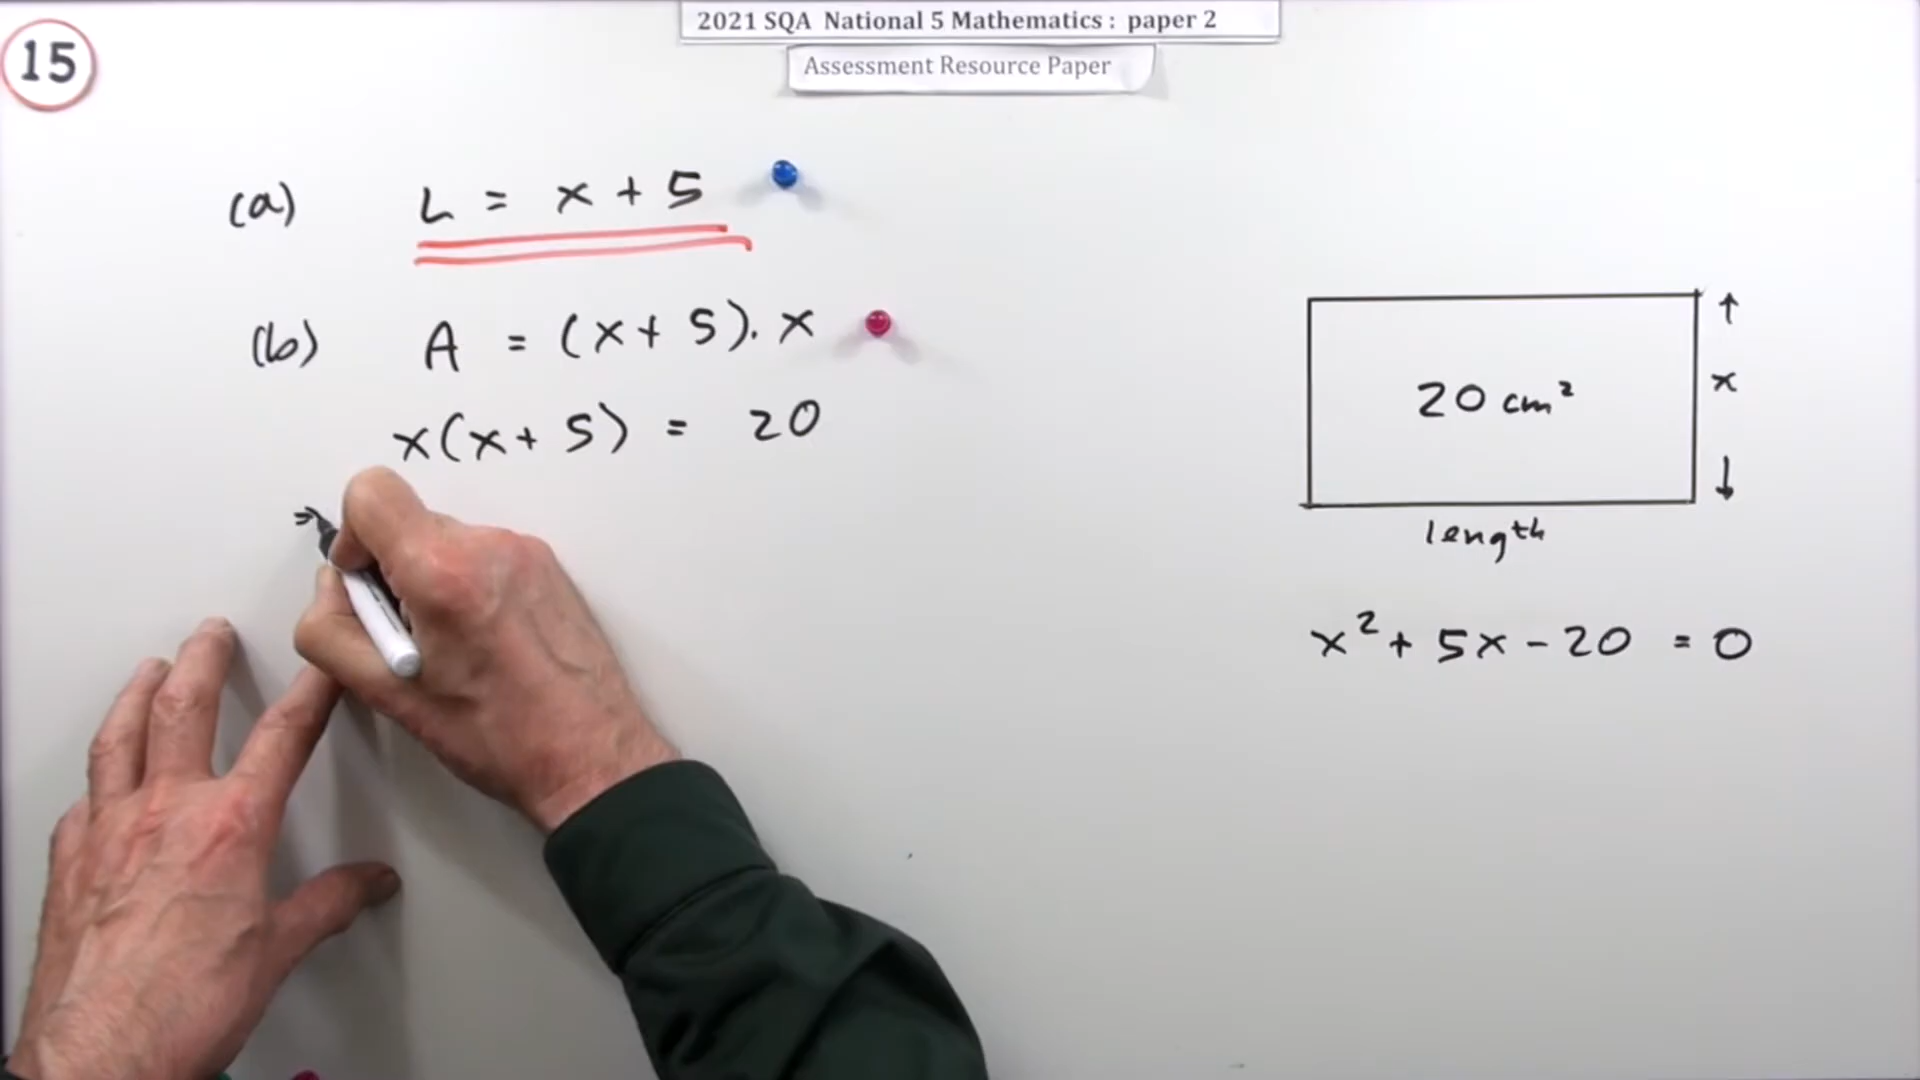 15
2021 SQA National 5 Mathematics : paper 2
Assessment Resource Paper
(a) L = x + 5
(b) A = (x + 5). x
x(x + 5) = 20
⇒
20 cm²
x
length
x² + 5x - 20 = 0